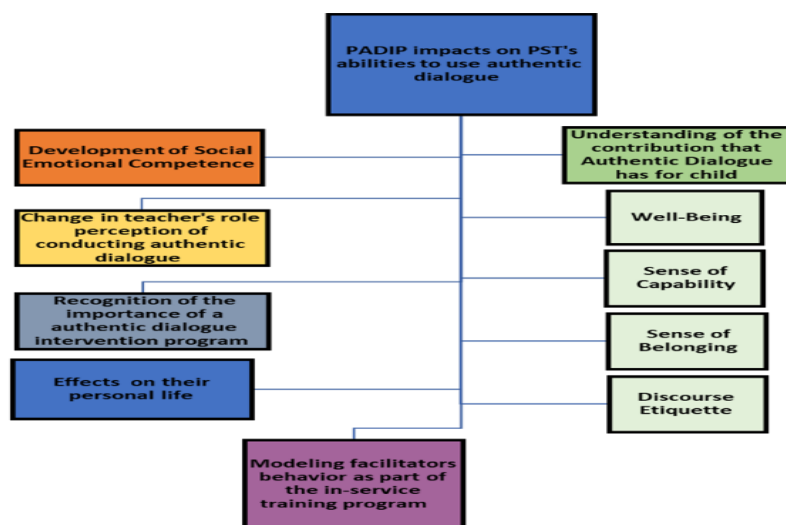 PADIP impacts on PST's
abilities to use authentic
dialogue
Development of Social
Emotional Competence
Understanding of the
contribution that
Authentic Dialogue
has for child
Change in teacher's role
perception of
conducting authentic
dialogue
Well-Being
Sense of
Capability
Recognition of the
importance of a
authentic dialogue
intervention program
Sense of
Belonging
Effects on their
personal life
Discourse
Etiquette
Modeling facilitators
behavior as part of
the in-service
training program